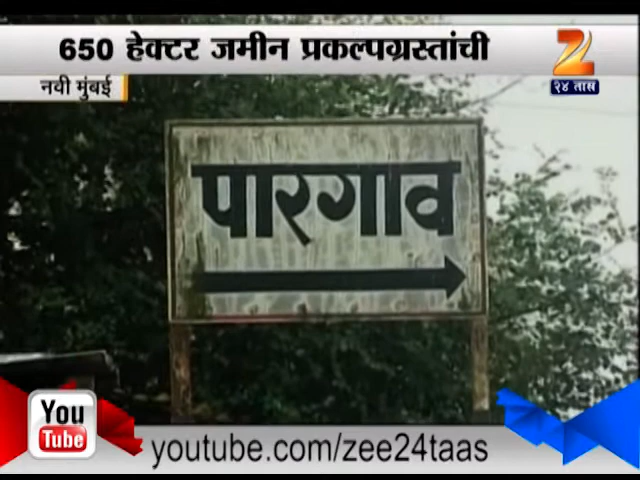 650 हेक्टर जमीन प्रकल्पग्रस्तांची
नवी मुंबई
२४ तास
पारगाव
You
Tube
youtube.com/zee24taas